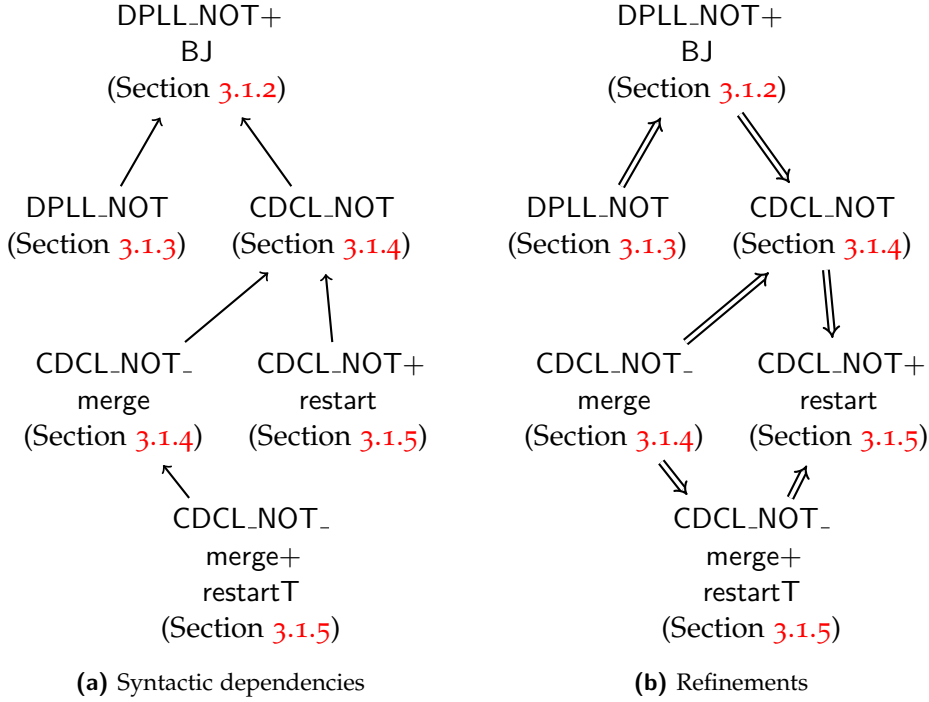 DPLL_NOT+
BJ
(Section 3.1.2)
DPLL_NOT
(Section 3.1.3)
CDCL_NOT
(Section 3.1.4)
CDCL_NOT_
merge
(Section 3.1.4)
CDCL_NOT+
restart
(Section 3.1.5)
CDCL_NOT_
merge+
restartT
(Section 3.1.5)
(a) Syntactic dependencies
DPLL_NOT+
BJ
(Section 3.1.2)
DPLL_NOT
(Section 3.1.3)
CDCL_NOT
(Section 3.1.4)
CDCL_NOT_
merge
(Section 3.1.4)
CDCL_NOT+
restart
(Section 3.1.5)
CDCL_NOT_
merge+
restartT
(Section 3.1.5)
(b) Refinements